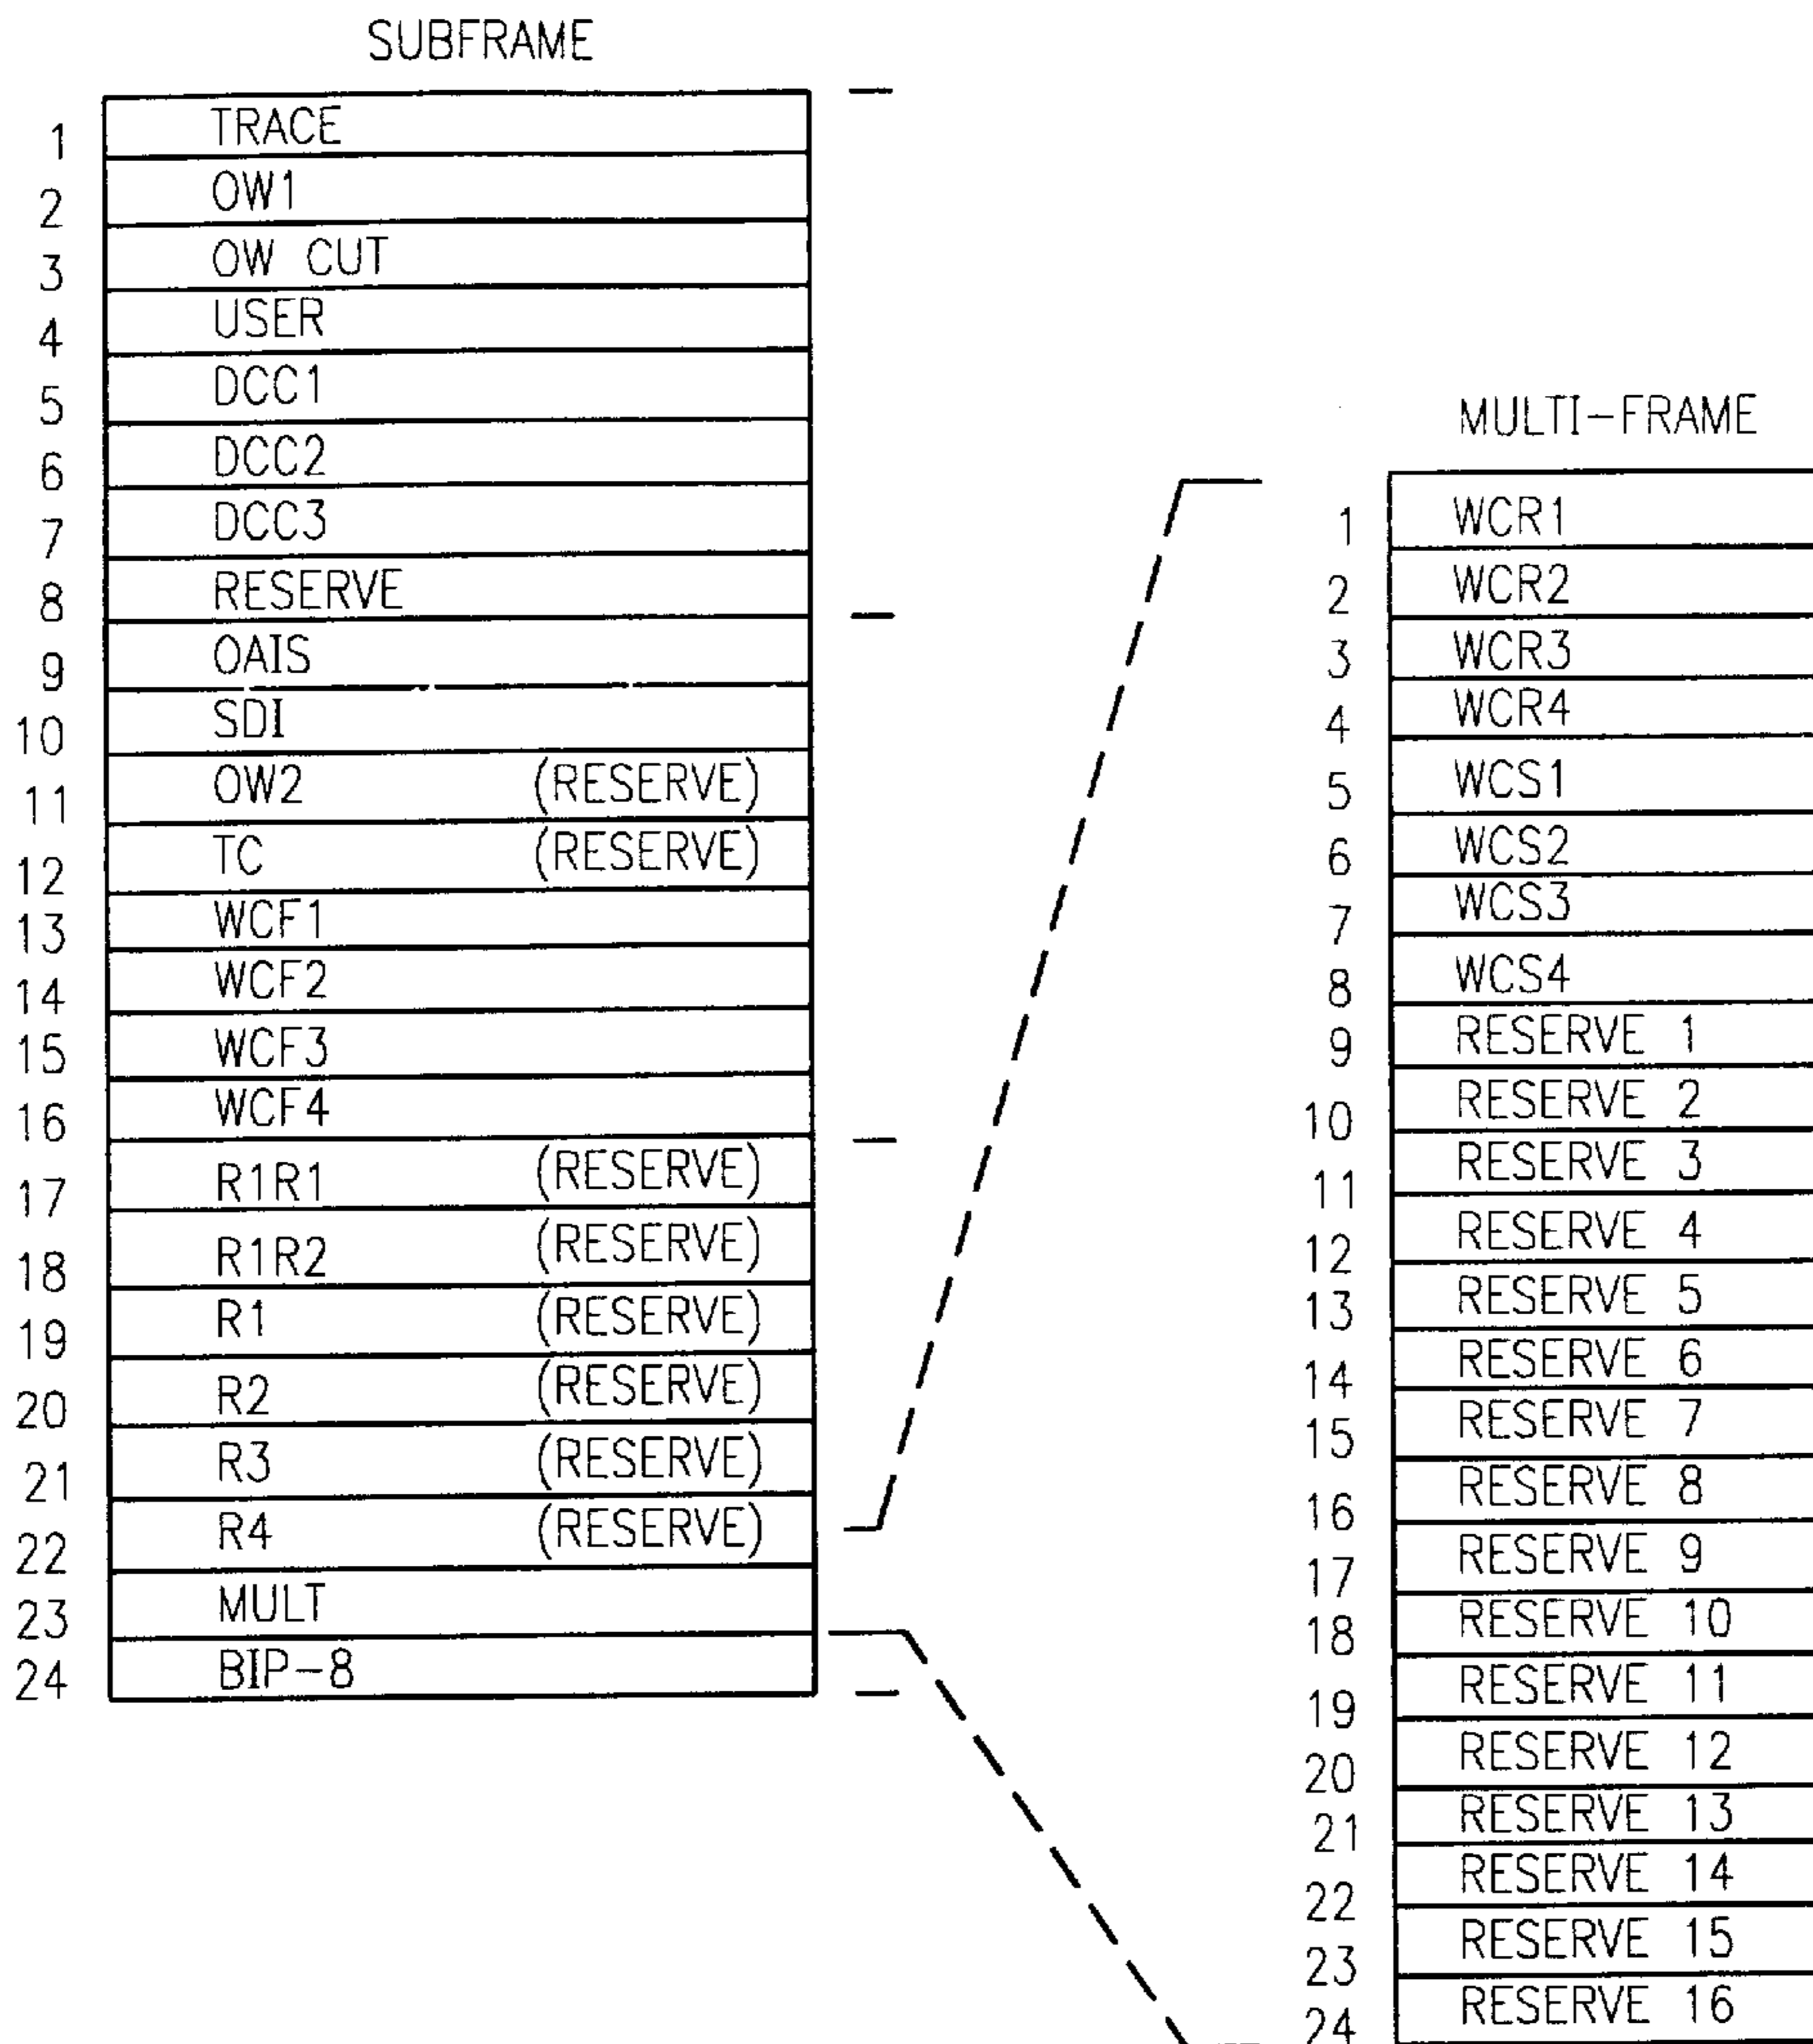 SUBFRAME
1 TRACE
2 OW1
3 OW CUT
4 USER
5 DCC1
6 DCC2
7 DCC3
8 RESERVE
9 OAIS
10 SDI
11 OW2 (RESERVE)
12 TC (RESERVE)
13 WCF1
14 WCF2
15 WCF3
16 WCF4
17 R1R1 (RESERVE)
18 R1R2 (RESERVE)
19 R1 (RESERVE)
20 R2 (RESERVE)
21 R3 (RESERVE)
22 R4 (RESERVE)
23 MULT
24 BIP-8
MULTI-FRAME
1 WCR1
2 WCR2
3 WCR3
4 WCR4
5 WCS1
6 WCS2
7 WCS3
8 WCS4
9 RESERVE 1
10 RESERVE 2
11 RESERVE 3
12 RESERVE 4
13 RESERVE 5
14 RESERVE 6
15 RESERVE 7
16 RESERVE 8
17 RESERVE 9
18 RESERVE 10
19 RESERVE 11
20 RESERVE 12
21 RESERVE 13
22 RESERVE 14
23 RESERVE 15
24 RESERVE 16